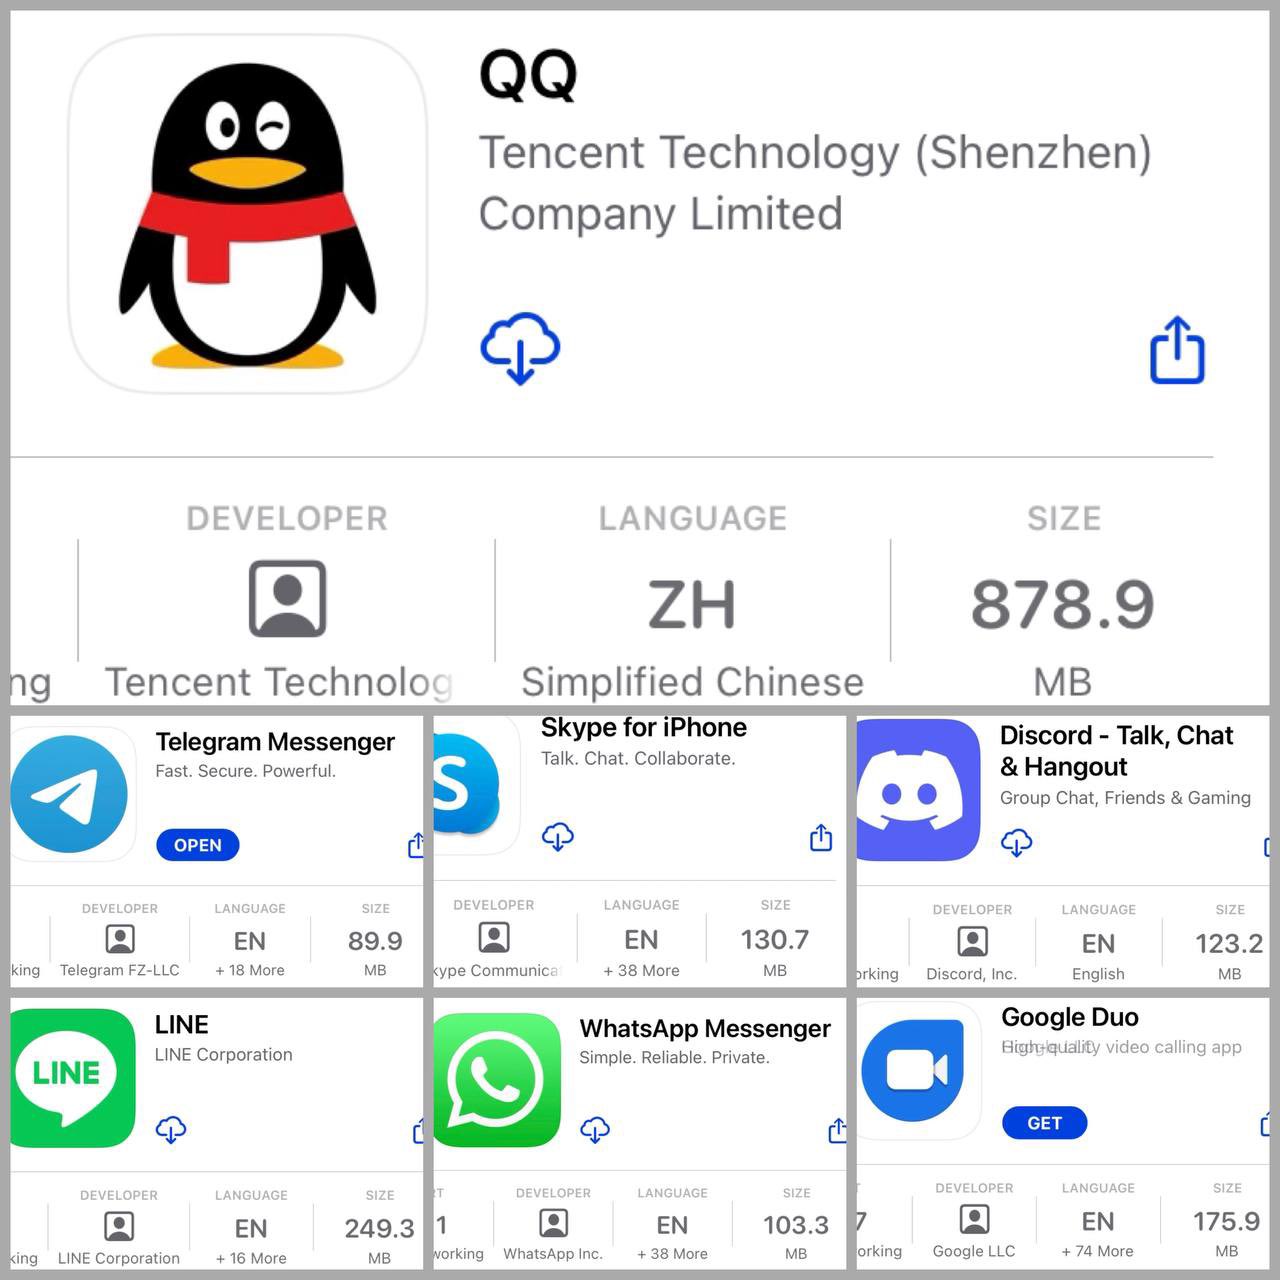 QQ
Tencent Technology (Shenzhen)
Company Limited
DEVELOPER
LANGUAGE
SIZE
ZH
878.9
ng
Tencent Technolog
Simplified Chinese
MB
Telegram Messenger
Fast. Secure. Powerful.
OPEN
DEVELOPER
LANGUAGE
SIZE
EN
89.9
king
Telegram FZ-LLC
+ 18 More
MB
S
Skype for iPhone
Talk. Chat. Collaborate.
DEVELOPER
LANGUAGE
SIZE
EN
130.7
kype Communica
+ 38 More
MB
Discord - Talk, Chat
& Hangout
Group Chat, Friends & Gaming
DEVELOPER
LANGUAGE
SIZE
EN
123.2
orking
Discord, Inc.
English
MB
LINE
LINE
LINE Corporation
DEVELOPER
LANGUAGE
SIZE
EN
249.3
king
LINE Corporation
+ 16 More
MB
WhatsApp Messenger
Simple. Reliable. Private.
RT
DEVELOPER
LANGUAGE
SIZE
1
EN
103.3
working
WhatsApp Inc.
+ 38 More
MB
Google Duo
High-quality video calling app
GET
T
DEVELOPER
LANGUAGE
SIZE
7
EN
175.9
orking
Google LLC
+ 74 More
MB